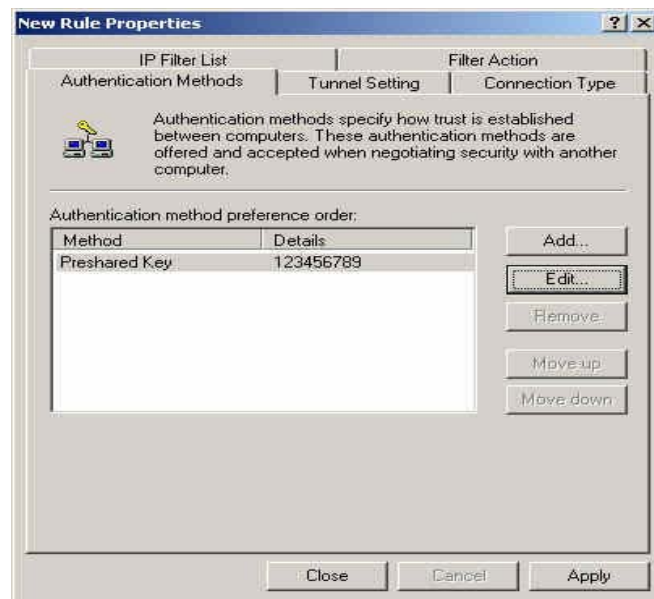 New Rule Properties
IP Filter List
Filter Action
Authentication Methods
Tunnel Setting
Connection Type
Authentication methods specify how trust is established
between computers. These authentication methods are
offered and accepted when negotiating security with another
computer.
Authentication method preference order:
Method Details
Preshared Key 123456789
Add...
Edit...
Remove
Move up
Move down
Close
Cancel
Apply